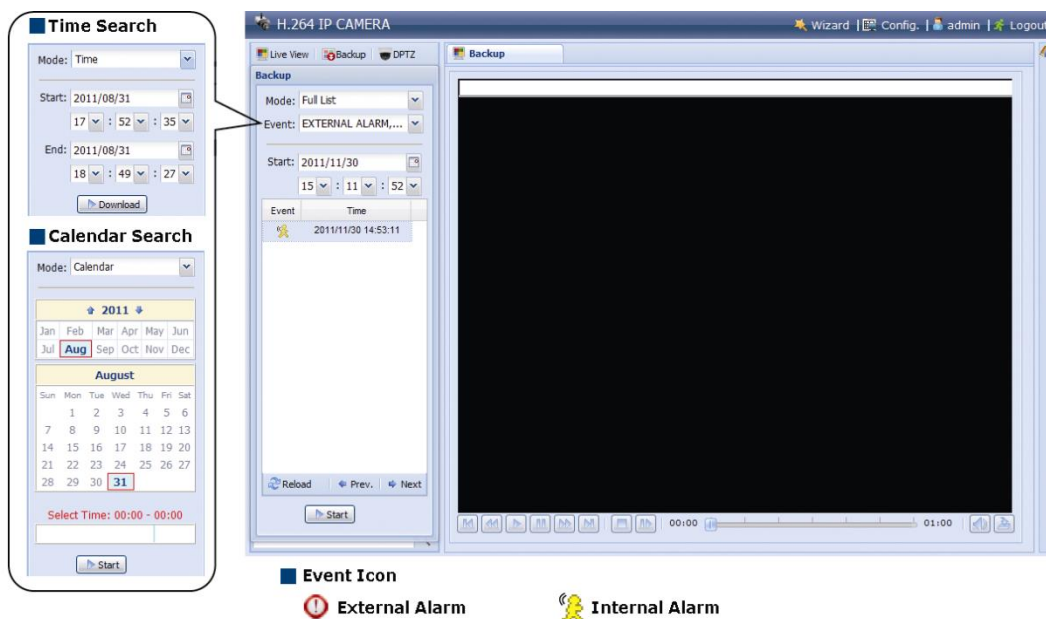 Time Search
Mode: Time
Start: 2011/08/31
17 : 52 : 35
End: 2011/08/31
18 : 49 : 27
Download
Calendar Search
Mode: Calendar
2011
Jan Feb Mar Apr May Jun
Jul Aug Sep Oct Nov Dec
August
Sun Mon Tue Wed Thu Fri Sat
1 2 3 4 5 6
7 8 9 10 11 12 13
14 15 16 17 18 19 20
21 22 23 24 25 26 27
28 29 30 31
Select Time: 00:00 - 00:00
Start
H.264 IP CAMERA
Wizard | Config. | admin | Logout
Live View Backup DPTZ
Backup
Mode: Full List
Event: EXTERNAL ALARM,...
Start: 2011/11/30
15 : 11 : 52
Event Time
2011/11/30 14:53:11
Reload Prev. Next
Start
Backup
00:00 01:00
Event Icon
External Alarm Internal Alarm